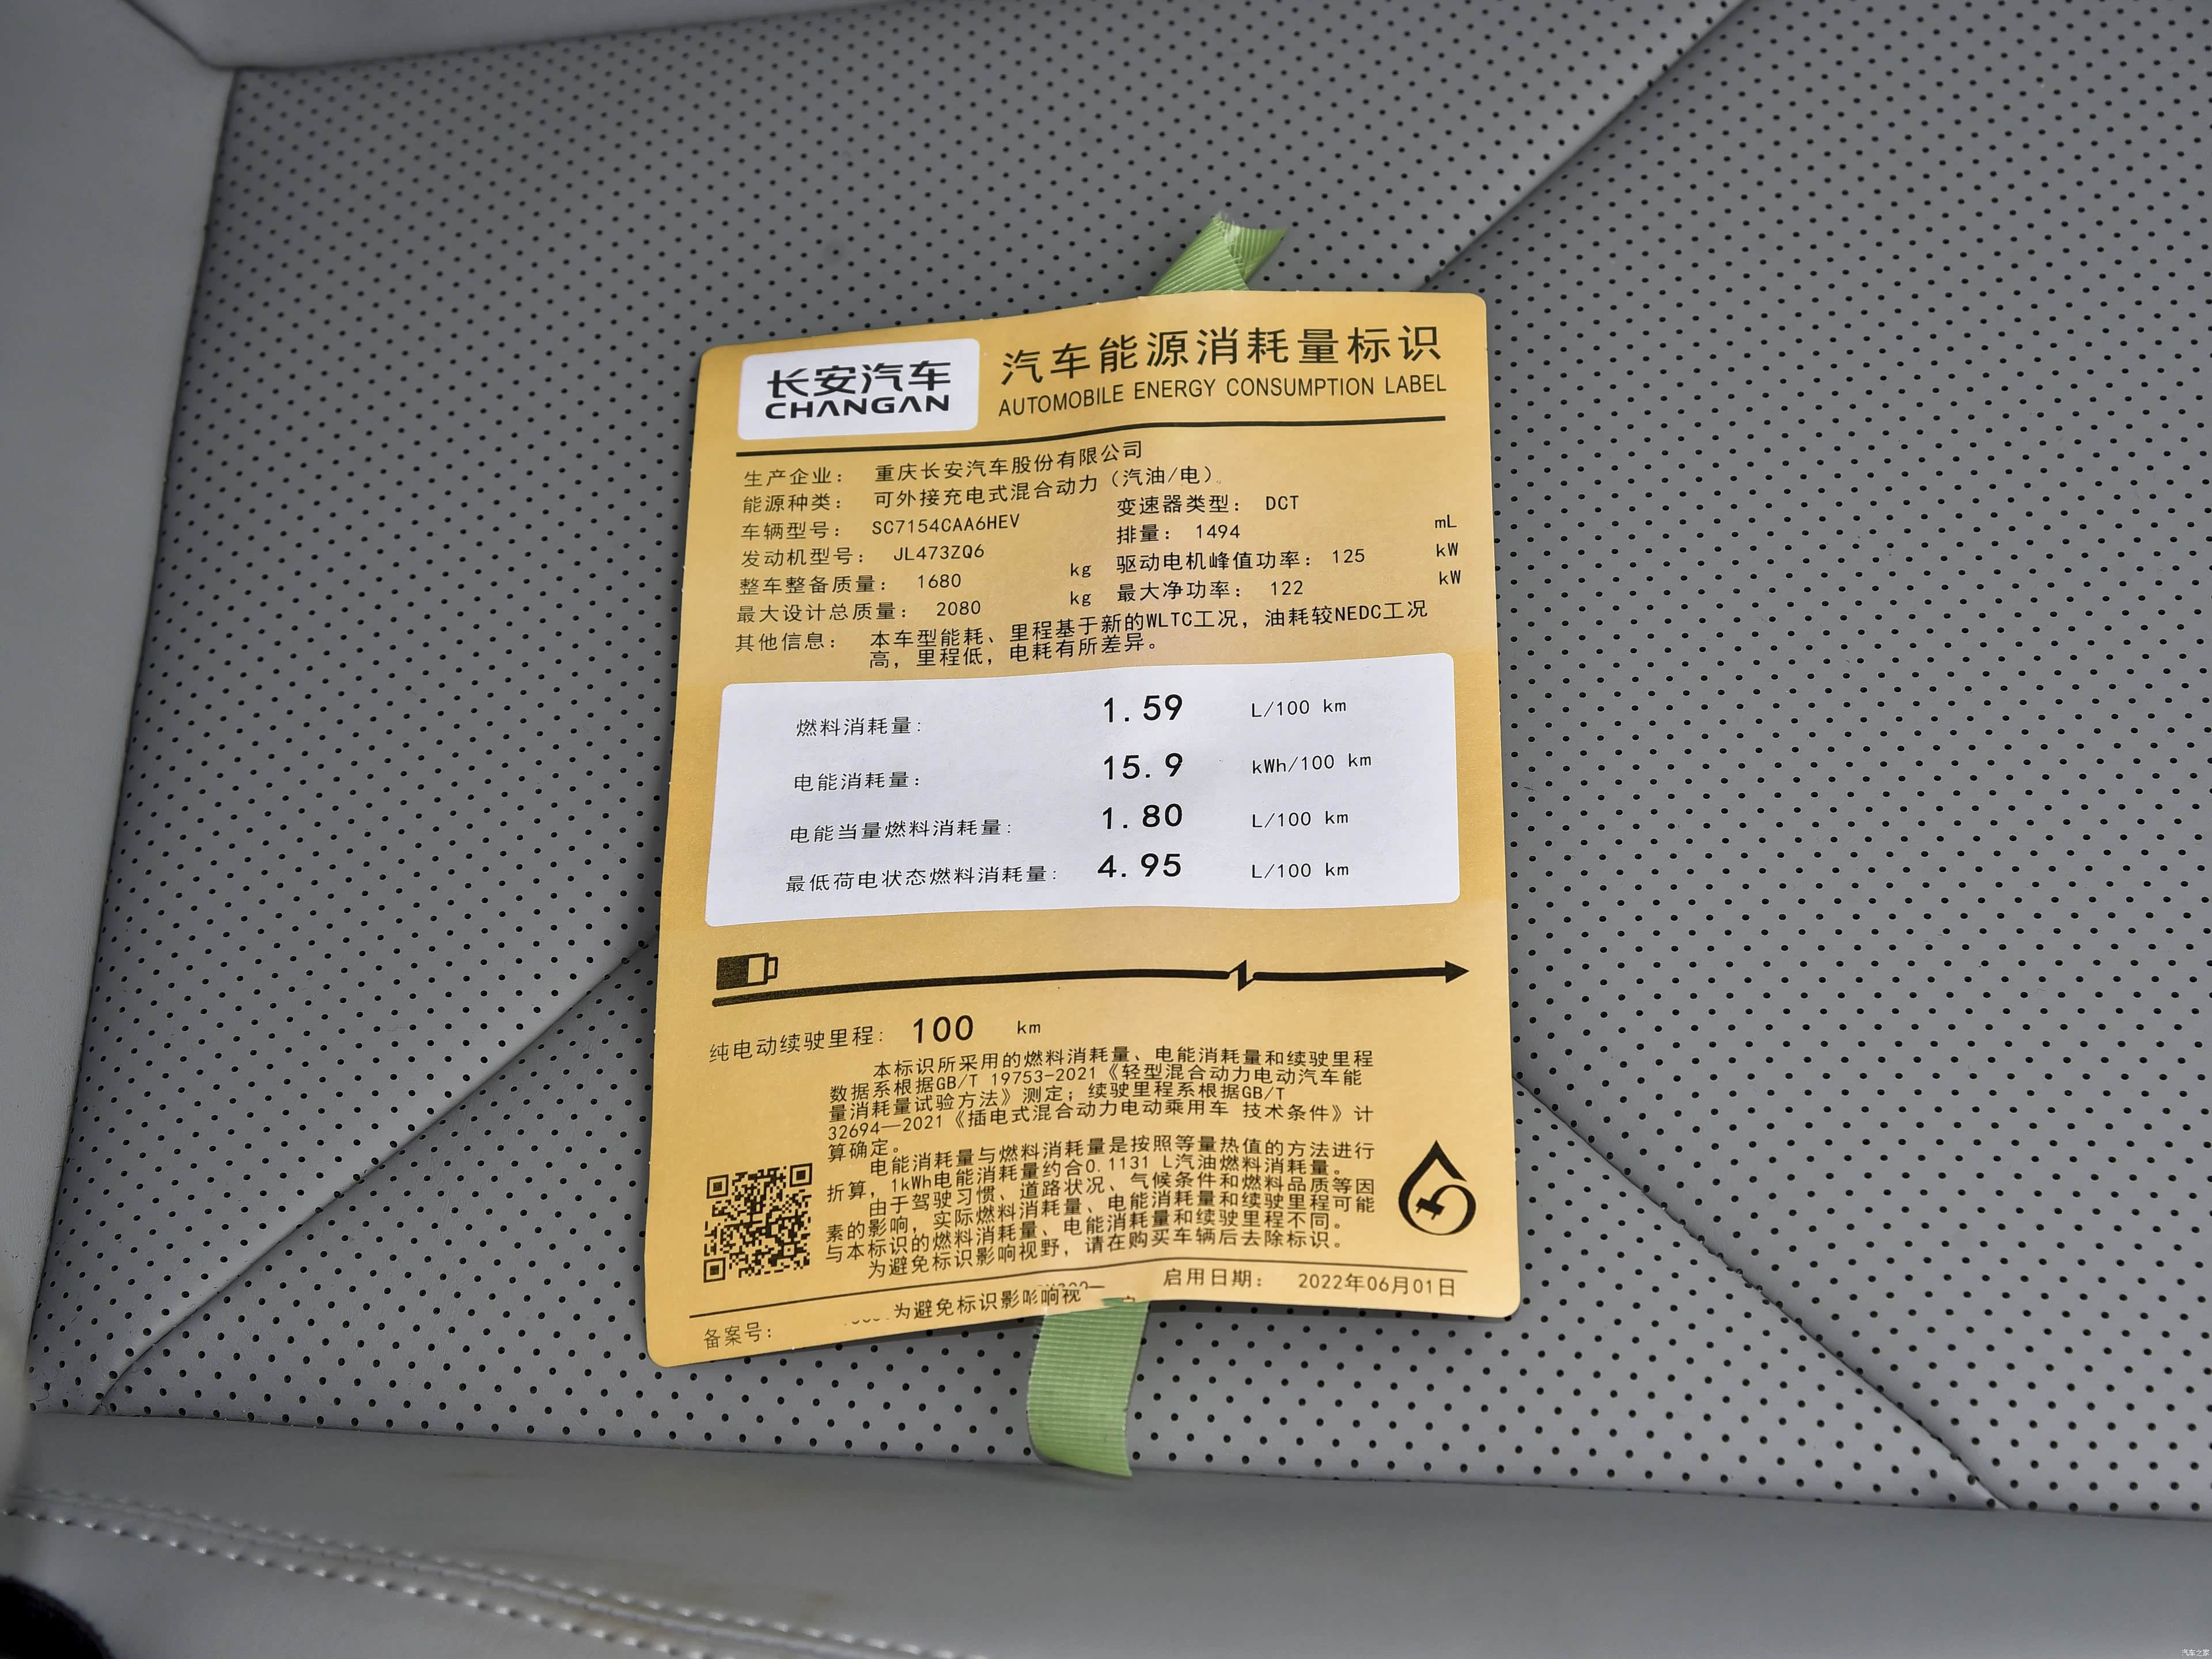 长安汽车
CHANGAN
汽车能源消耗量标识
AUTOMOBILE ENERGY CONSUMPTION LABEL
生产企业： 重庆长安汽车股份有限公司
能源种类： 可外接充电式混合动力（汽油/电）
车辆型号： SC7154CAA6HEV 变速器类型： DCT
发动机型号： JL473ZQ6 排量： 1494 mL
整车整备质量： 1680 kg 驱动电机峰值功率： 125 kW
最大设计总质量： 2080 kg 最大净功率： 122 kW
其他信息： 本车型能耗、里程基于新的WLTC工况，油耗较NEDC工况
高，里程低，电耗有所差异。
燃料消耗量: 1.59 L/100 km
电能消耗量: 15.9 kWh/100 km
电能当量燃料消耗量: 1.80 L/100 km
最低荷电状态燃料消耗量: 4.95 L/100 km
纯电动续驶里程: 100 km
本标识所采用的燃料消耗量、电能消耗量和续驶里程
数据系根据GB/T 19753-2021《轻型混合动力电动汽车能
量消耗量试验方法》测定；续驶里程系根据GB/T
32694—2021《插电式混合动力电动乘用车 技术条件》计
算确定。
电能消耗量与燃料消耗量是按照等量热值的方法进行
折算，1kWh电能消耗量约合0.1131 L汽油燃料消耗量。
由于驾驶习惯、道路状况、气候条件和燃料品质等因
素的影响，实际燃料消耗量、电能消耗量和续驶里程可能
与本标识的燃料消耗量、电能消耗量和续驶里程不同。
为避免标识影响视野，请在购买车辆后去除标识。
备案号： 为避免标识影响视
启用日期： 2022年06月01日
汽车之家